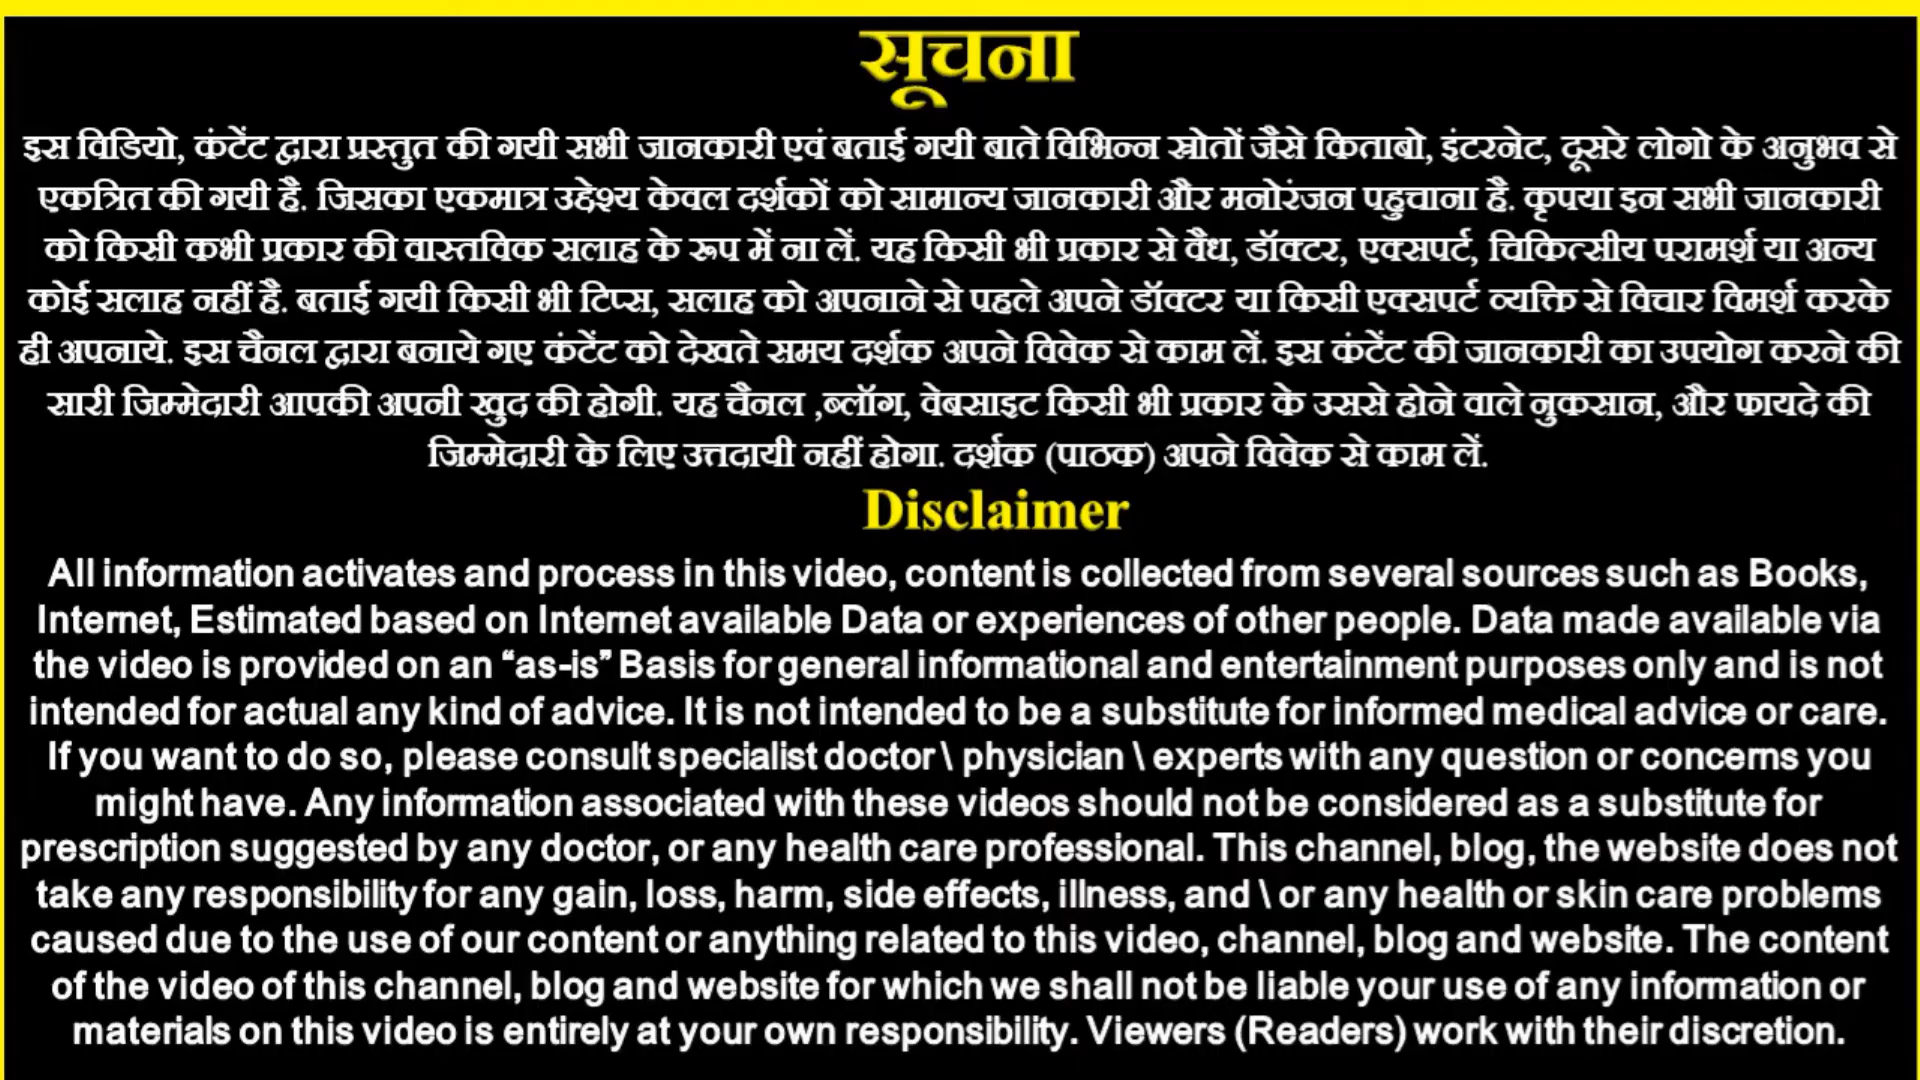 सूचना
इस विडियो, कंटेंट द्वारा प्रस्तुत की गयी सभी जानकारी एवं बताई गयी बाते विभिन्न स्रोतों जैसे किताबो, इंटरनेट, दूसरे लोगो के अनुभव से
एकत्रित की गयी है. जिसका एकमात्र उद्देश्य केवल दर्शकों को सामान्य जानकारी और मनोरंजन पहुचाना है. कृपया इन सभी जानकारी
को किसी कभी प्रकार की वास्तविक सलाह के रूप में ना लें. यह किसी भी प्रकार से वैध, डॉक्टर, एक्सपर्ट, चिकित्सीय परामर्श या अन्य
कोई सलाह नहीं है. बताई गयी किसी भी टिप्स, सलाह को अपनाने से पहले अपने डॉक्टर या किसी एक्सपर्ट व्यक्ति से विचार विमर्श करके
ही अपनाये. इस चैनल द्वारा बनाये गए कंटेंट को देखते समय दर्शक अपने विवेक से काम लें. इस कंटेंट की जानकारी का उपयोग करने की
सारी जिम्मेदारी आपकी अपनी खुद की होगी. यह चैनल ,ब्लॉग, वेबसाइट किसी भी प्रकार के उससे होने वाले नुकसान, और फायदे की
जिम्मेदारी के लिए उत्तदायी नहीं होगा. दर्शक (पाठक) अपने विवेक से काम लें.
Disclaimer
All information activates and process in this video, content is collected from several sources such as Books,
Internet, Estimated based on Internet available Data or experiences of other people. Data made available via
the video is provided on an “as-is” Basis for general informational and entertainment purposes only and is not
intended for actual any kind of advice. It is not intended to be a substitute for informed medical advice or care.
If you want to do so, please consult specialist doctor \ physician \ experts with any question or concerns you
might have. Any information associated with these videos should not be considered as a substitute for
prescription suggested by any doctor, or any health care professional. This channel, blog, the website does not
take any responsibility for any gain, loss, harm, side effects, illness, and \ or any health or skin care problems
caused due to the use of our content or anything related to this video, channel, blog and website. The content
of the video of this channel, blog and website for which we shall not be liable your use of any information or
materials on this video is entirely at your own responsibility. Viewers (Readers) work with their discretion.